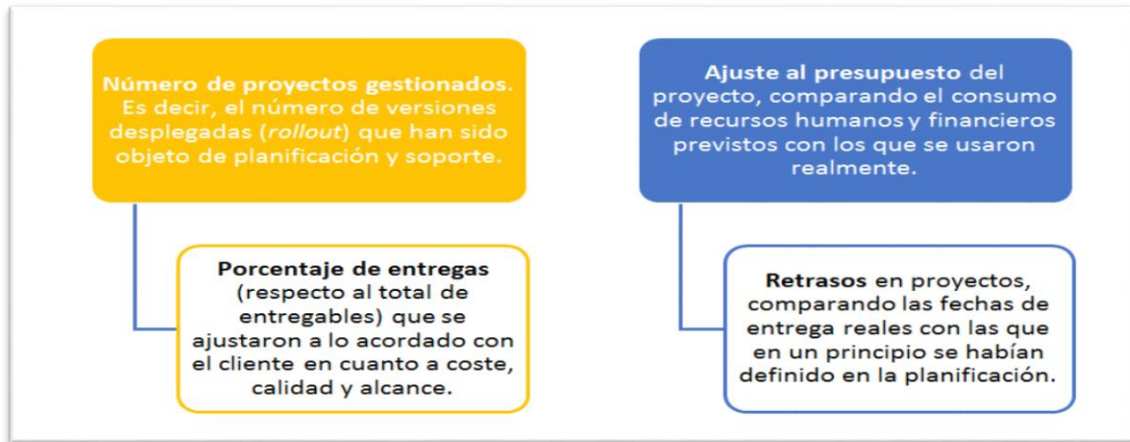 Número de proyectos gestionados.
Es decir, el número de versiones
desplegadas (rollout) que han sido
objeto de planificación y soporte.
Porcentaje de entregas
(respecto al total de
entregables) que se
ajustaron a lo acordado con
el cliente en cuanto a coste,
calidad y alcance.
Ajuste al presupuesto del
proyecto, comparando el consumo
de recursos humanos y financieros
previstos con los que se usaron
realmente.
Retrasos en proyectos,
comparando las fechas de
entrega reales con las que
en un principio se habían
definido en la planificación.